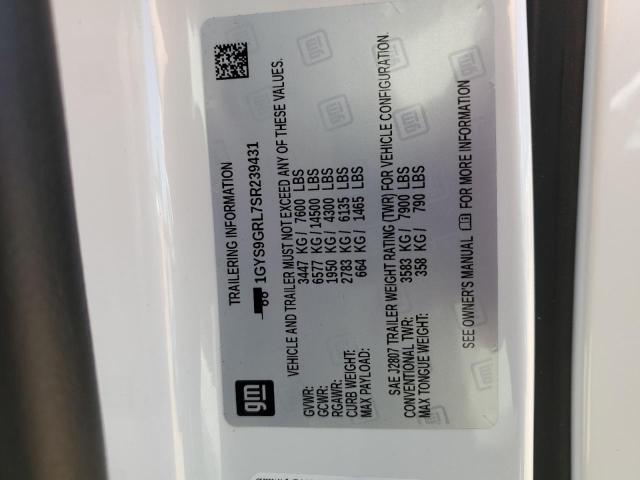 gm
TRAILERING INFORMATION
1GYS9GRL7SR239431
VEHICLE AND TRAILER MUST NOT EXCEED ANY OF THESE VALUES.
GVWR: 3447 KG / 7600 LBS
GCWR: 6577 KG / 14500 LBS
RGAWR: 1950 KG / 4300 LBS
CURB WEIGHT: 2783 KG / 6135 LBS
MAX PAYLOAD: 664 KG / 1465 LBS
SAE J2807 TRAILER WEIGHT RATING (TWR) FOR VEHICLE CONFIGURATION.
CONVENTIONAL TWR: 3583 KG / 7900 LBS
MAX TONGUE WEIGHT: 358 KG / 790 LBS
SEE OWNER'S MANUAL FOR MORE INFORMATION